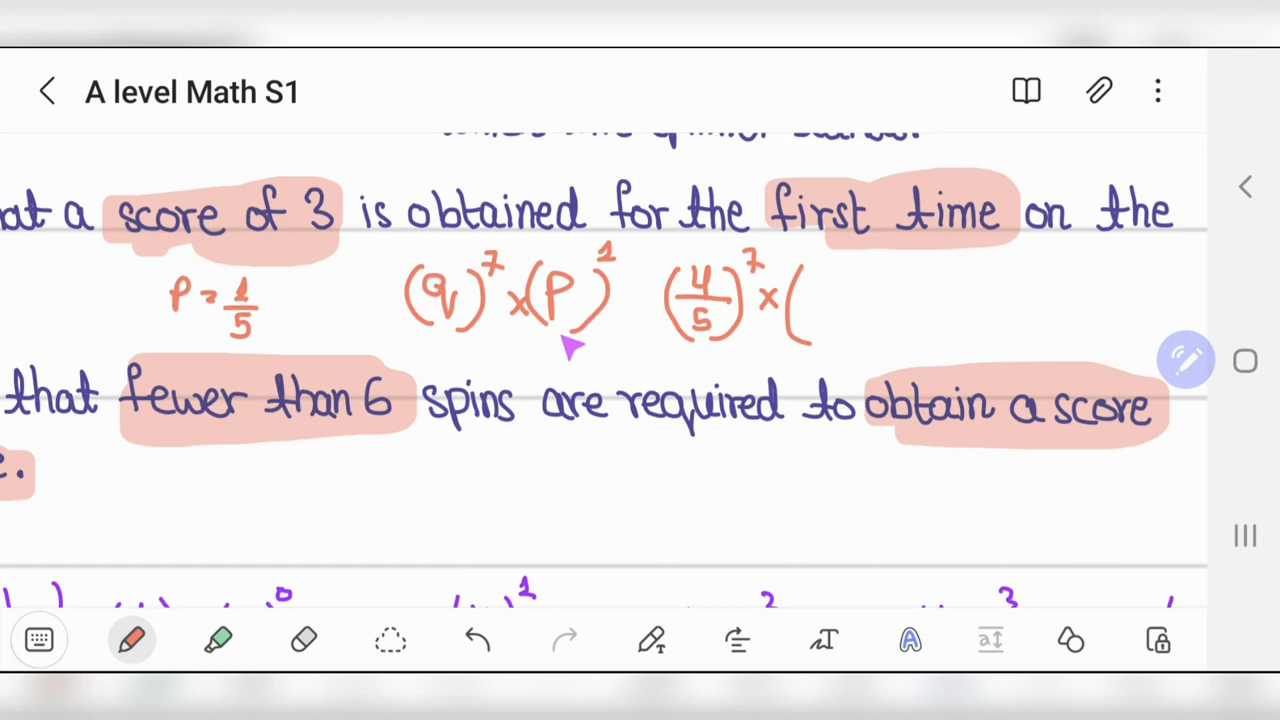 A level Math S1
a score of 3 is obtained for the first time on the
P = 1/5 (q)^7 × (P)^1 (4/5)^7 × (
that fewer than 6 spins are required to obtain a score